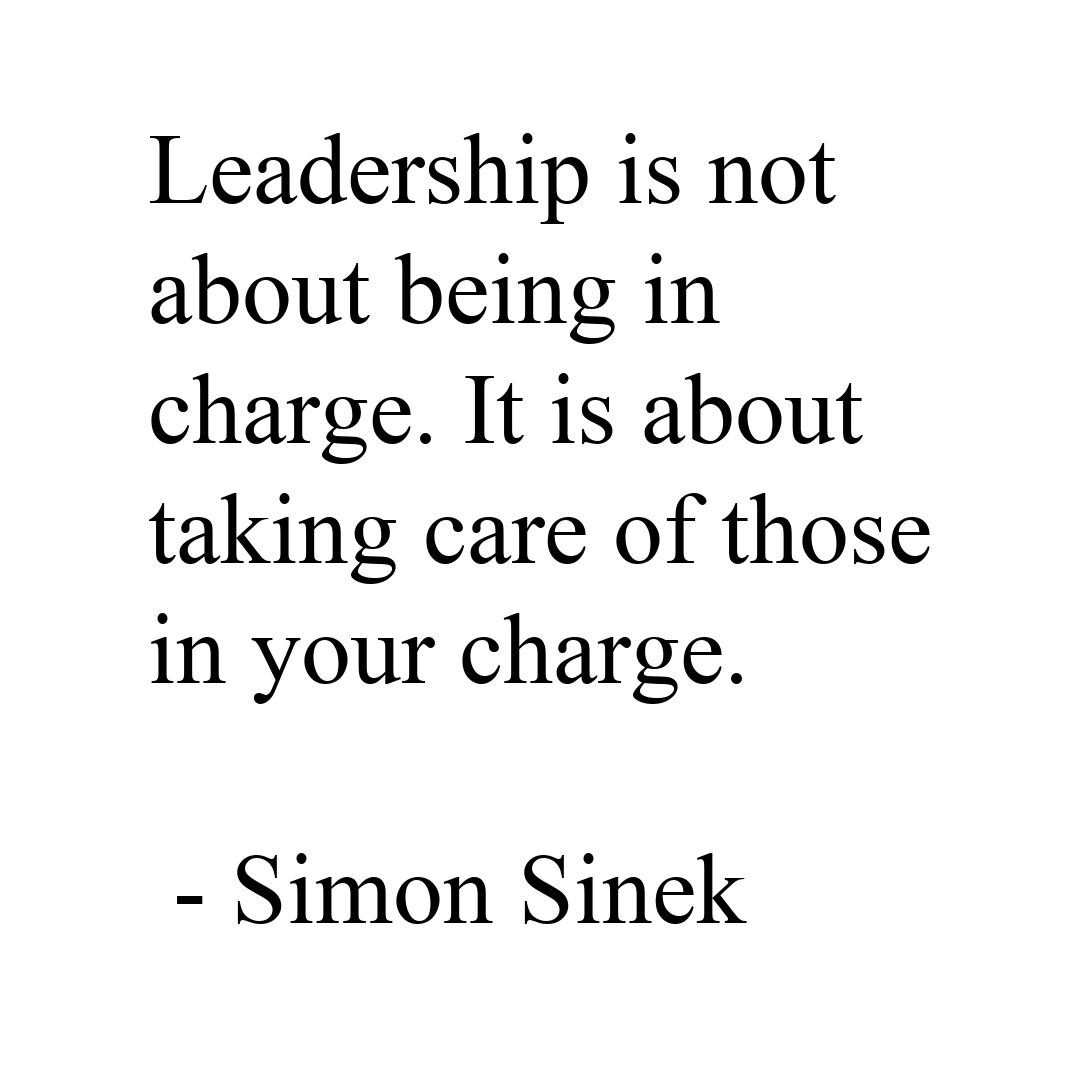 Leadership is not
about being in
charge. It is about
taking care of those
in your charge.
- Simon Sinek